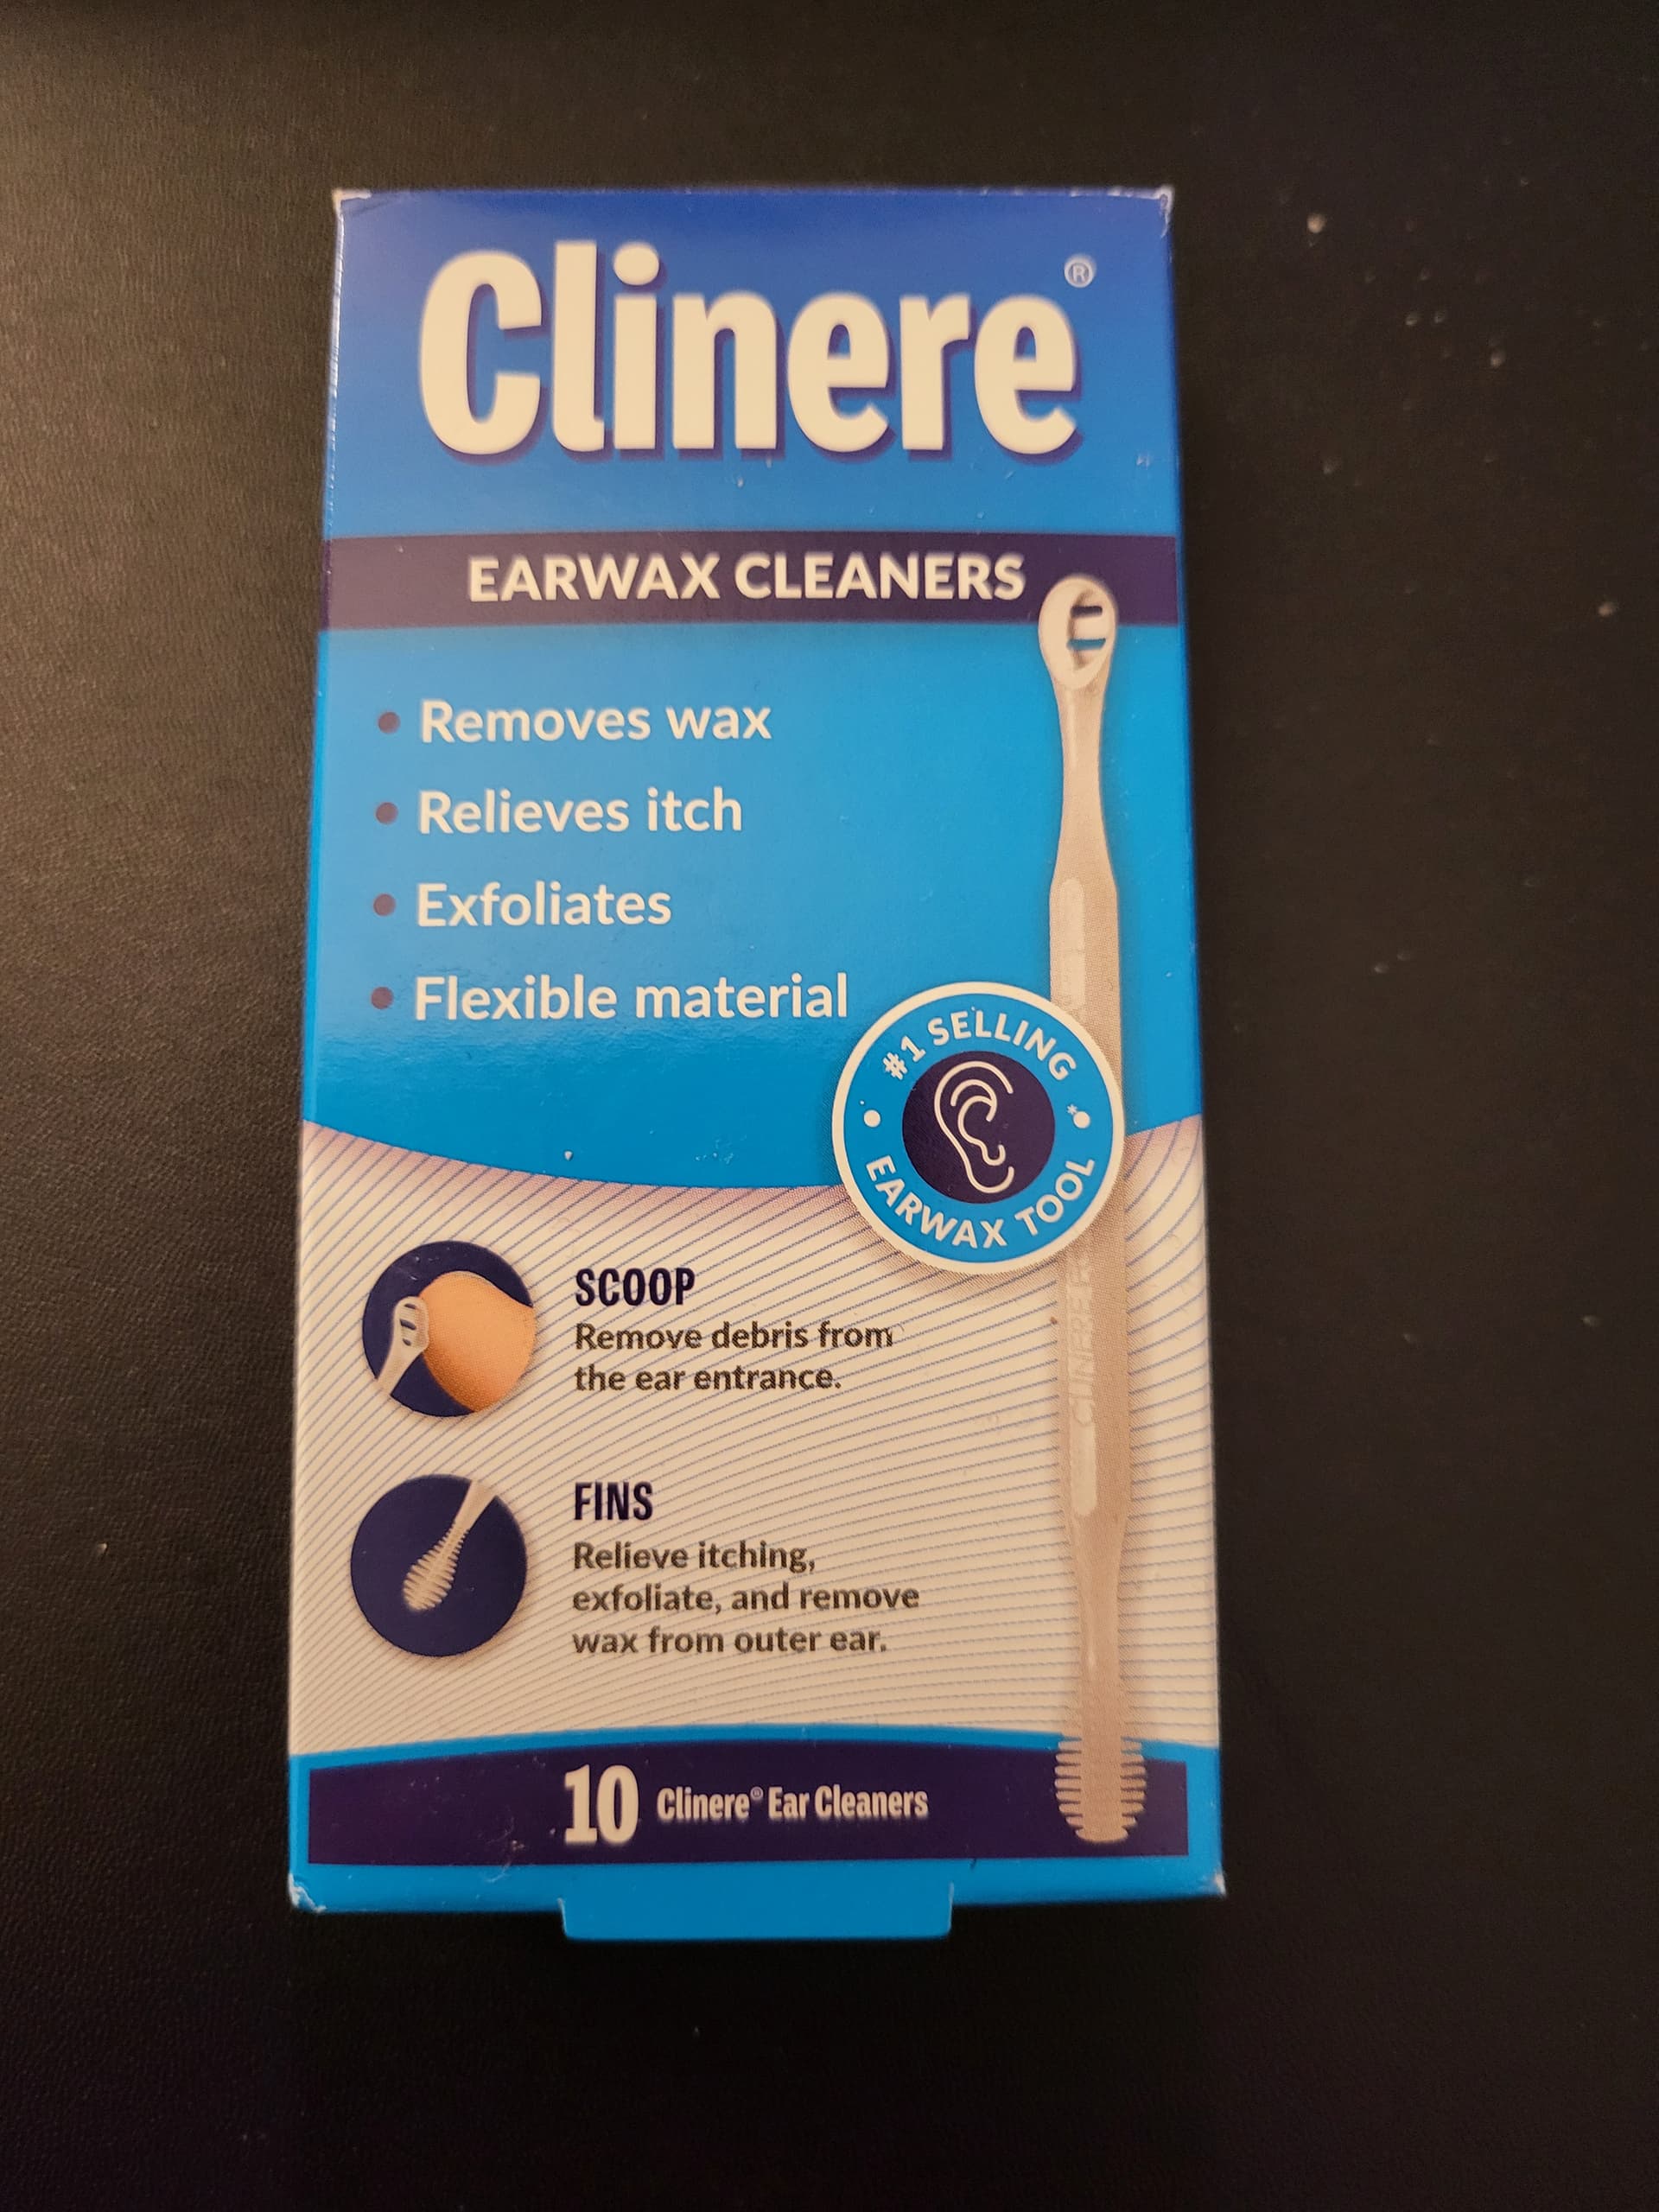 Clinere®
EARWAX CLEANERS
• Removes wax
• Relieves itch
• Exfoliates
• Flexible material
#1 SELLING
EARWAX TOOL*
SCOOP
Remove debris from
the ear entrance.
FINS
Relieve itching,
exfoliate, and remove
wax from outer ear.
10 Clinere® Ear Cleaners